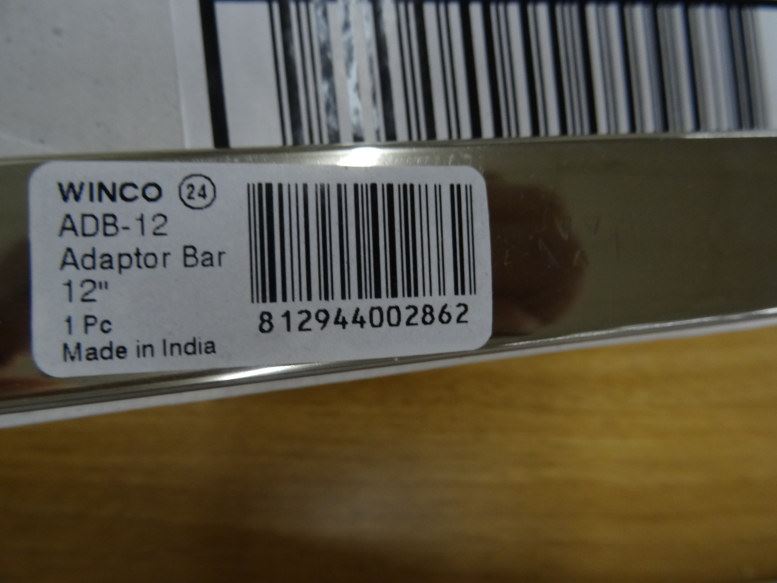 WINCO 24
ADB-12
Adaptor Bar
12"
1 Pc
Made in India
812944002862